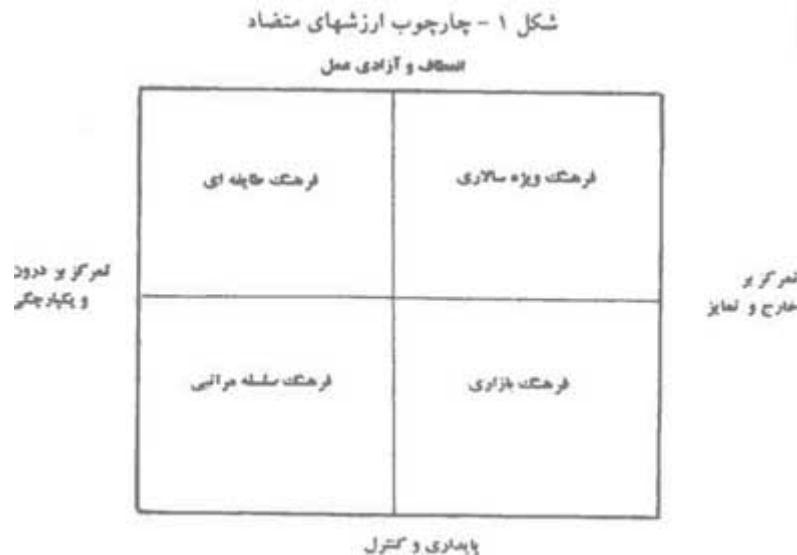 شکل ۱ - چارچوب ارزشهای متضاد
انعطاف و آزادی عمل
فرهنگ ویژه سالاری
فرهنگ طایفه ای
تمرکز بر
خارج و تمایز
تمرکز بر درون
و یکپارچگی
فرهنگ بازاری
فرهنگ سلسله مراتبی
پایداری و کنترل